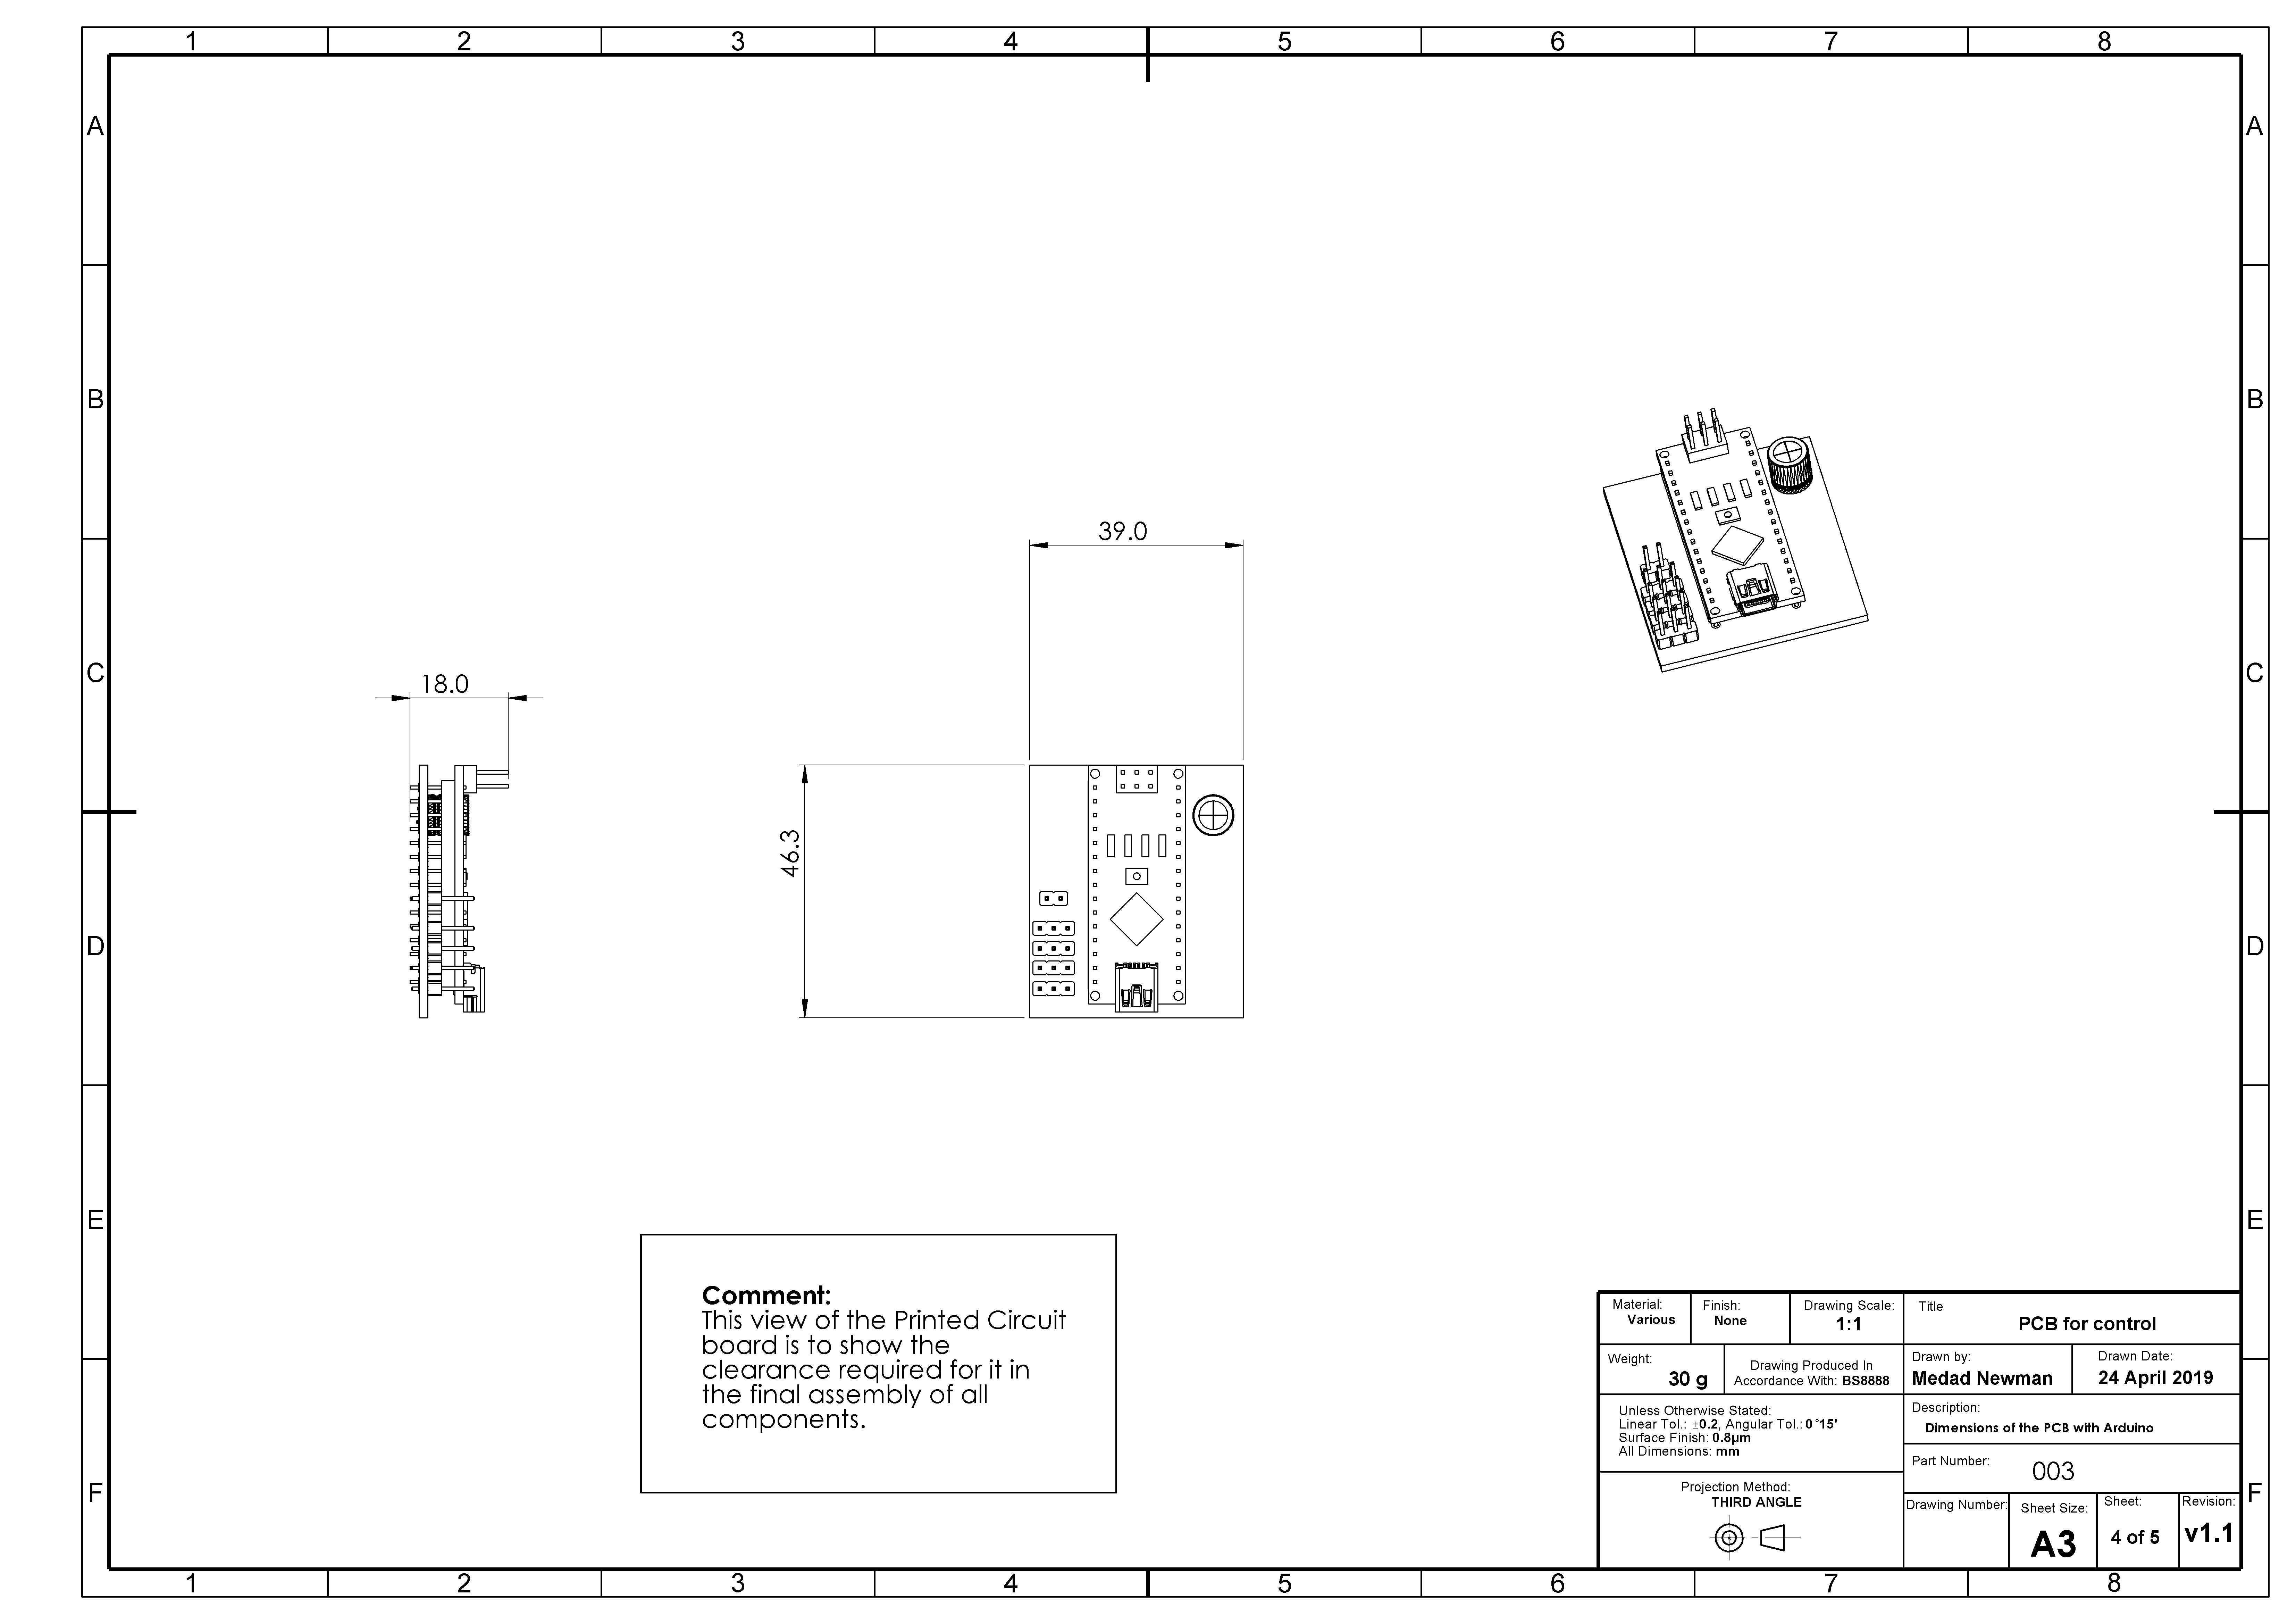 1 2 3 4 5 6 7 8
A A
B B
39.0
C C
18.0
46.3
D D
E E
Comment:
This view of the Printed Circuit
board is to show the
clearance required for it in
the final assembly of all
components.
Material:
Various
Finish:
None
Drawing Scale:
1:1
Title
PCB for control
Weight:
30 g
Drawing Produced In
Accordance With: BS8888
Drawn by:
Medad Newman
Drawn Date:
24 April 2019
Unless Otherwise Stated:
Linear Tol.: ±0.2, Angular Tol.: 0°15'
Surface Finish: 0.8µm
All Dimensions: mm
Description:
Dimensions of the PCB with Arduino
Part Number:
003
F F
Projection Method:
THIRD ANGLE
Drawing Number:
Sheet Size:
A3
Sheet:
4 of 5
Revision:
v1.1
1 2 3 4 5 6 7 8